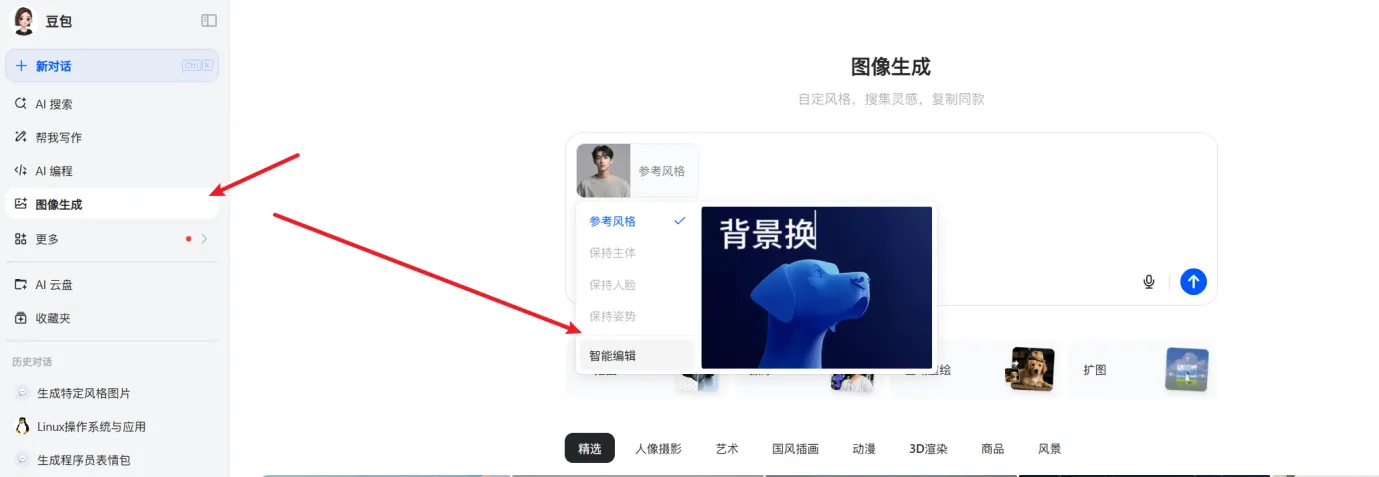 豆包
新对话
Ctrl K
AI 搜索
帮我写作
AI 编程
图像生成
更多
AI 云盘
收藏夹
历史对话
生成特定风格图片
Linux操作系统与应用
生成程序员表情包
图像生成
自定风格，搜集灵感，复制同款
参考风格
参考风格
保持主体
保持人脸
保持姿势
智能编辑
背景换
绘
扩图
精选
人像摄影
艺术
国风插画
动漫
3D渲染
商品
风景